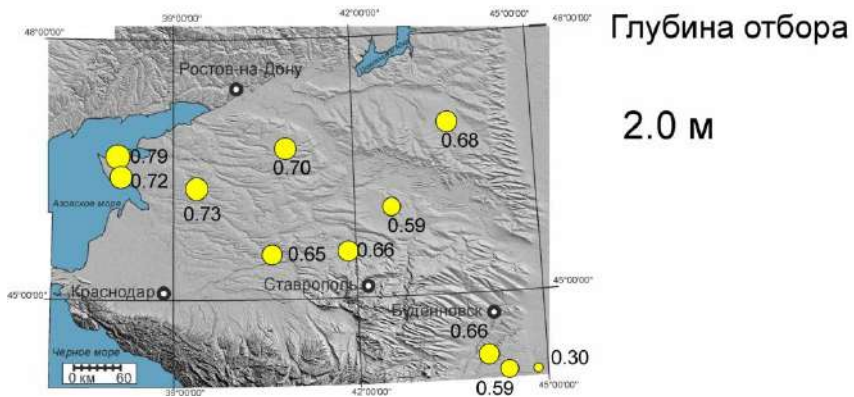 39°00'00"
42°00'00"
45°00'00"
48°00'00"
48°00'00"
Глубина отбора
Ростов-на-Дону
2.0 м
0.68
0.79
0.70
0.72
Азовское море
0.73
0.59
0.65
0.66
Ставрополь
45°00'00"
Краснодар
45°00'00"
Будённовск
0.66
Чёрное море
0.30
0 км 60
0.59
39°00'00"
42°00'00"
45°00'00"